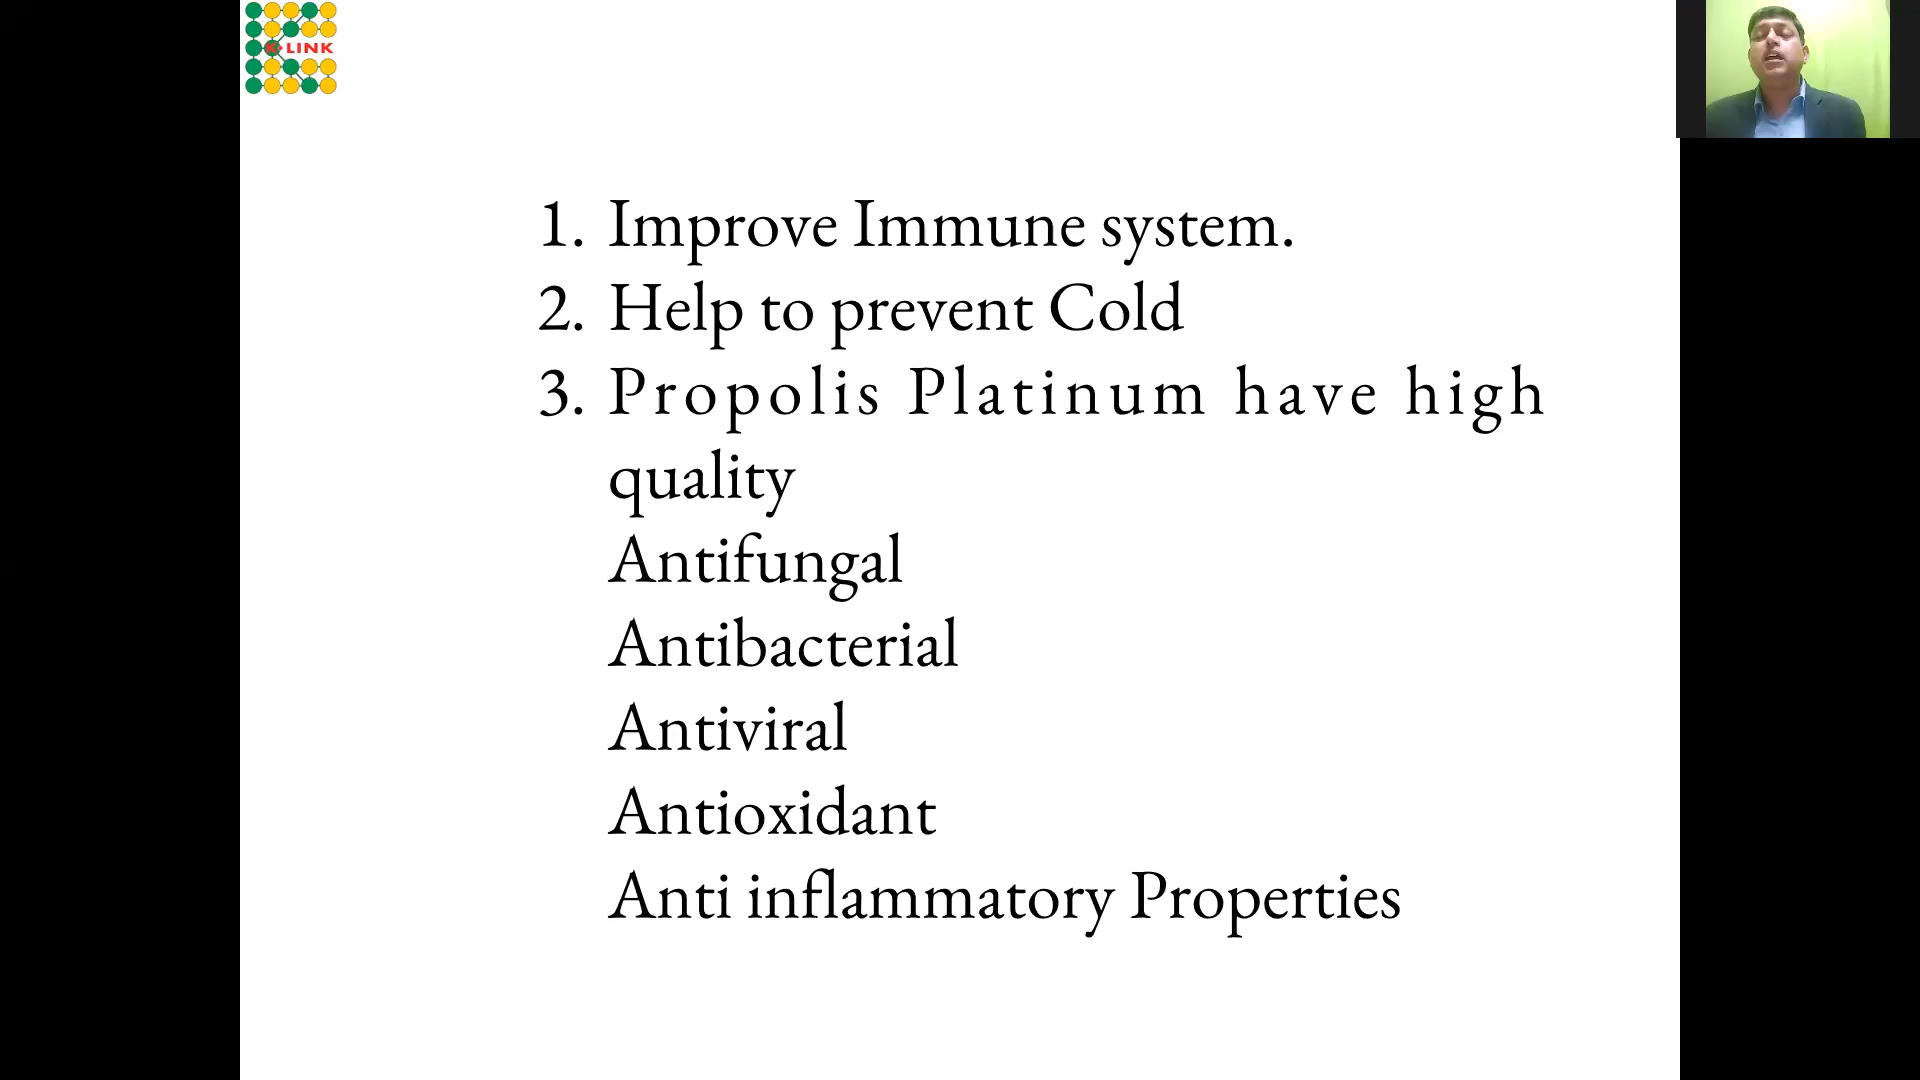 K-LINK
1. Improve Immune system.
2. Help to prevent Cold
3. Propolis Platinum have high
quality
Antifungal
Antibacterial
Antiviral
Antioxidant
Anti inflammatory Properties